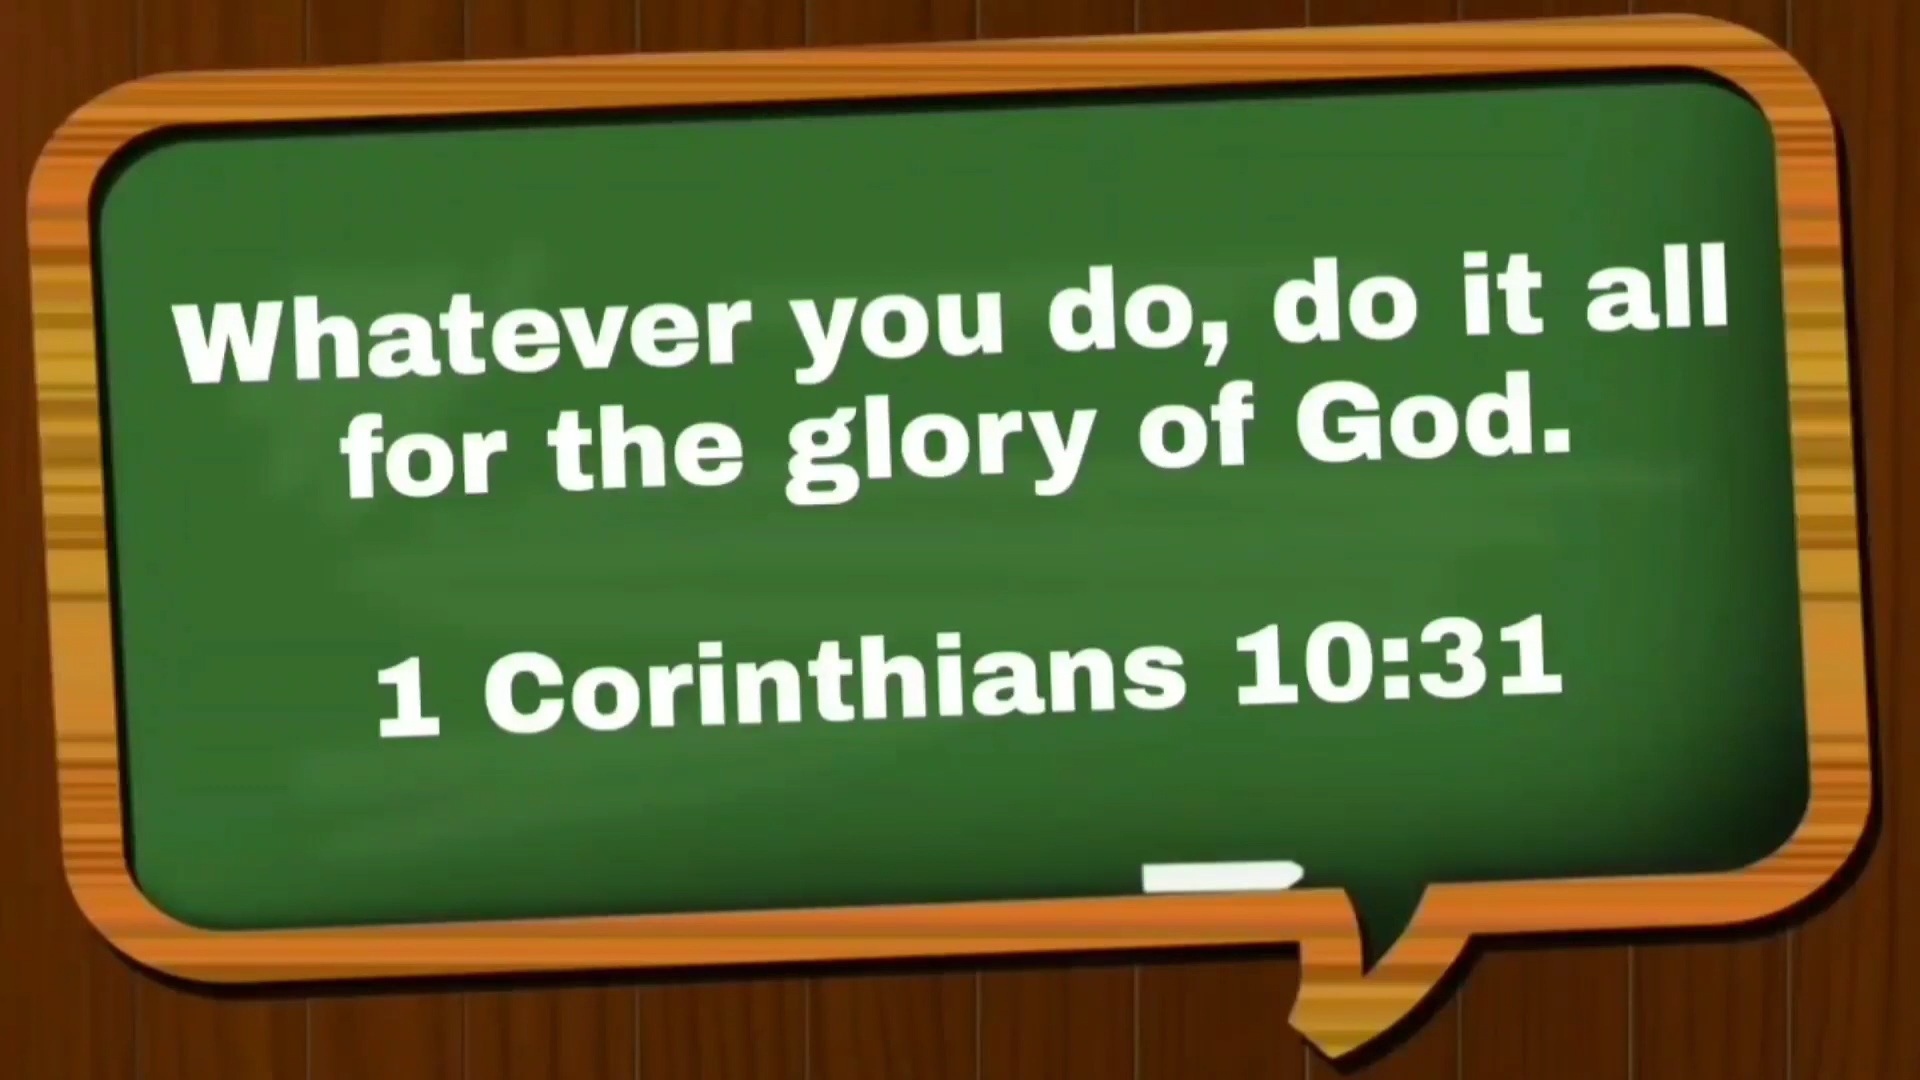 Whatever you do, do it all
for the glory of God.
1 Corinthians 10:31